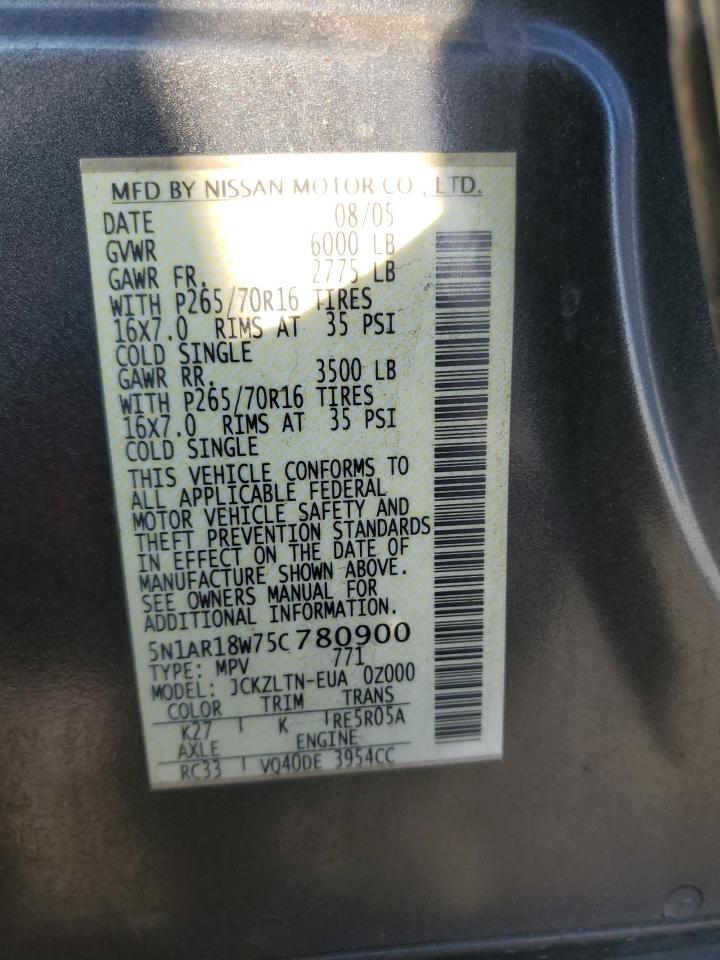 MFD BY NISSAN MOTOR CO., LTD.
DATE 08/05
GVWR 6000 LB
GAWR FR. 2775 LB
WITH P265/70R16 TIRES
16X7.0 RIMS AT 35 PSI
COLD SINGLE
GAWR RR. 3500 LB
WITH P265/70R16 TIRES
16X7.0 RIMS AT 35 PSI
COLD SINGLE
THIS VEHICLE CONFORMS TO
ALL APPLICABLE FEDERAL
MOTOR VEHICLE SAFETY AND
THEFT PREVENTION STANDARDS
IN EFFECT ON THE DATE OF
MANUFACTURE SHOWN ABOVE.
SEE OWNERS MANUAL FOR
ADDITIONAL INFORMATION.
5N1AR18W75C780900
TYPE: MPV 771
MODEL: JCKZLTN-EUA 0Z000
COLOR TRIM TRANS
K27 K RE5R05A
AXLE ENGINE
RC33 VQ40DE 3954CC